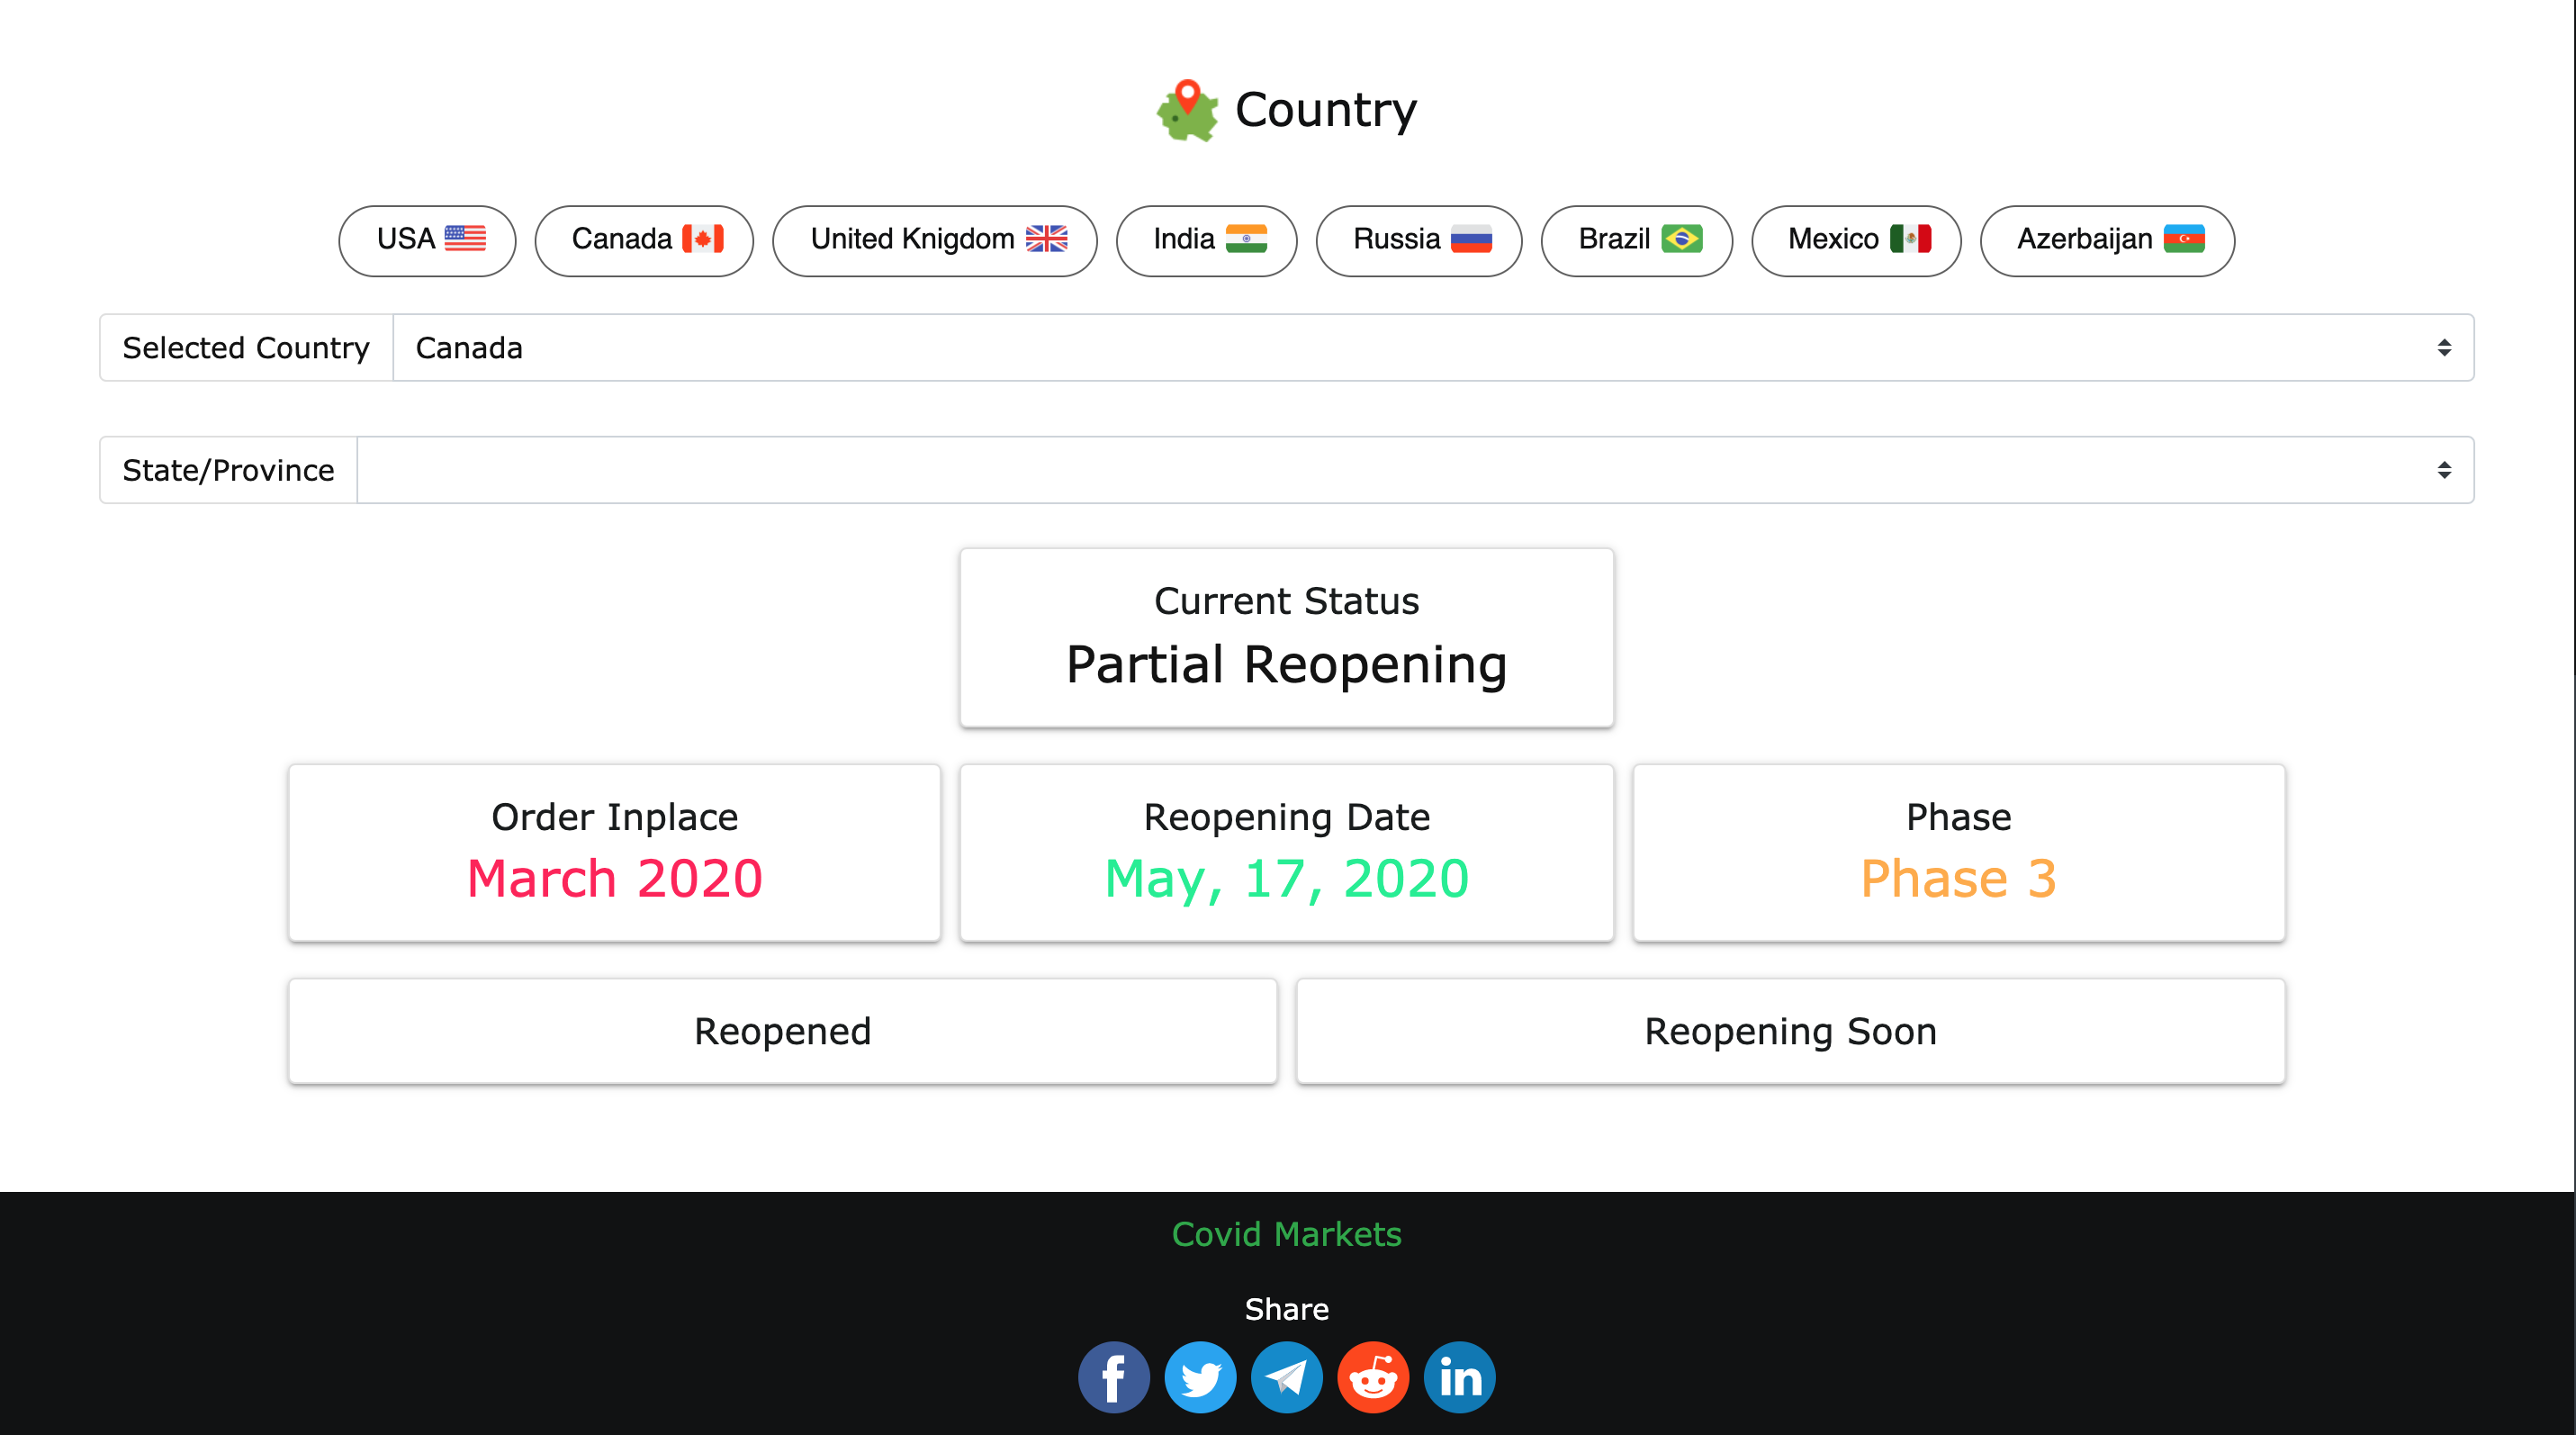 Country
USA Canada United Knigdom India Russia Brazil Mexico Azerbaijan
Selected Country Canada
State/Province
Current Status
Partial Reopening
Order Inplace Reopening Date Phase
March 2020 May, 17, 2020 Phase 3
Reopened Reopening Soon
Covid Markets
Share